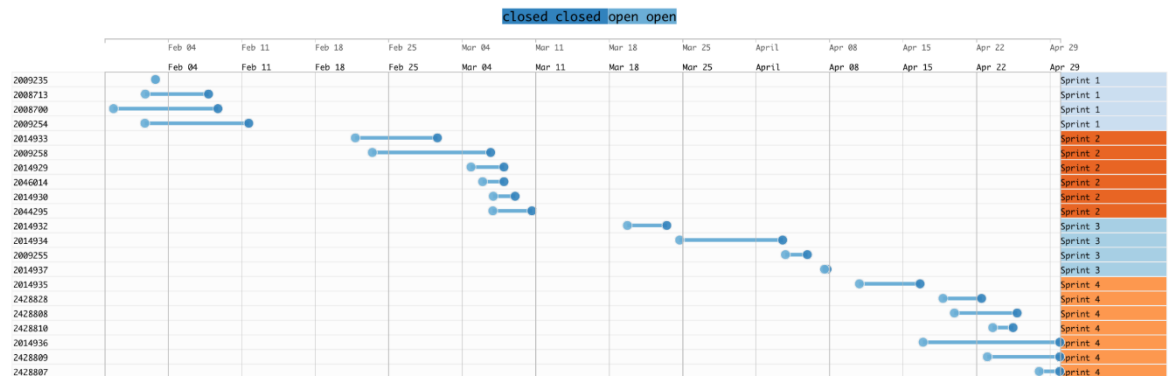 closed closed open open
Feb 04 Feb 11 Feb 18 Feb 25 Mar 04 Mar 11 Mar 18 Mar 25 April Apr 08 Apr 15 Apr 22 Apr 29
Feb 04 Feb 11 Feb 18 Feb 25 Mar 04 Mar 11 Mar 18 Mar 25 April Apr 08 Apr 15 Apr 22 Apr 29
2009235 Sprint 1
2008713 Sprint 1
2008700 Sprint 1
2009254 Sprint 1
2014933 Sprint 2
2009258 Sprint 2
2014929 Sprint 2
2046014 Sprint 2
2014930 Sprint 2
2044295 Sprint 2
2014932 Sprint 3
2014934 Sprint 3
2009255 Sprint 3
2014937 Sprint 3
2014935 Sprint 4
2428828 Sprint 4
2428808 Sprint 4
2428810 Sprint 4
2014936 Sprint 4
2428809 Sprint 4
2428807 Sprint 4